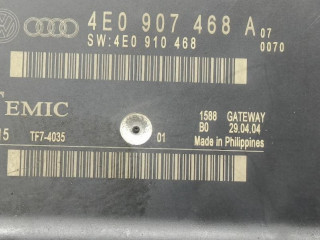 4E0 907 468 A 07
SW: 4E0 910 468 0070
TEMIC
15 TF7-4035 01
1588 GATEWAY
B0 29.04.04
Made in Philippines